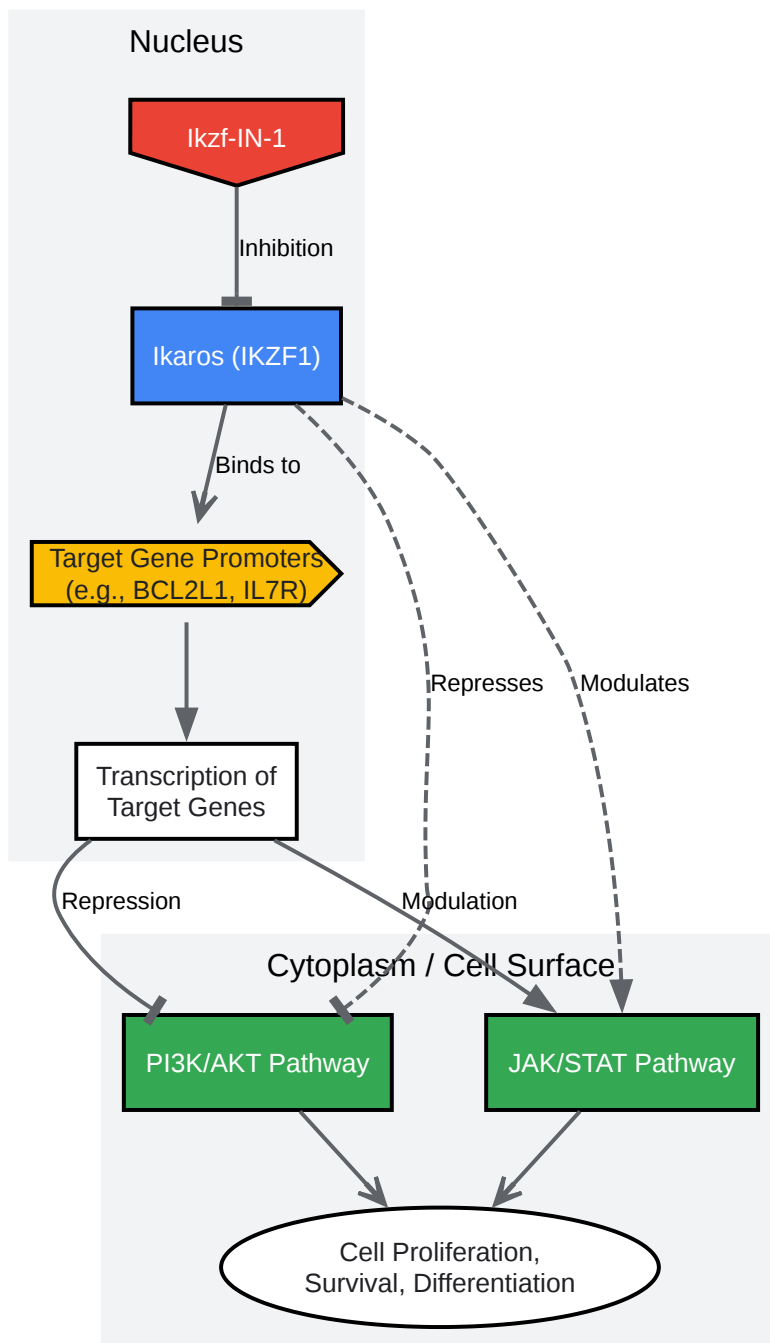 Nucleus
Ikzf-IN-1
Inhibition
Ikaros (IKZF1)
Binds to
Target Gene Promoters
(e.g., BCL2L1, IL7R)
Represses
Modulates
Transcription of
Target Genes
Repression
Modulation
Cytoplasm / Cell Surface
PI3K/AKT Pathway
JAK/STAT Pathway
Cell Proliferation,
Survival, Differentiation